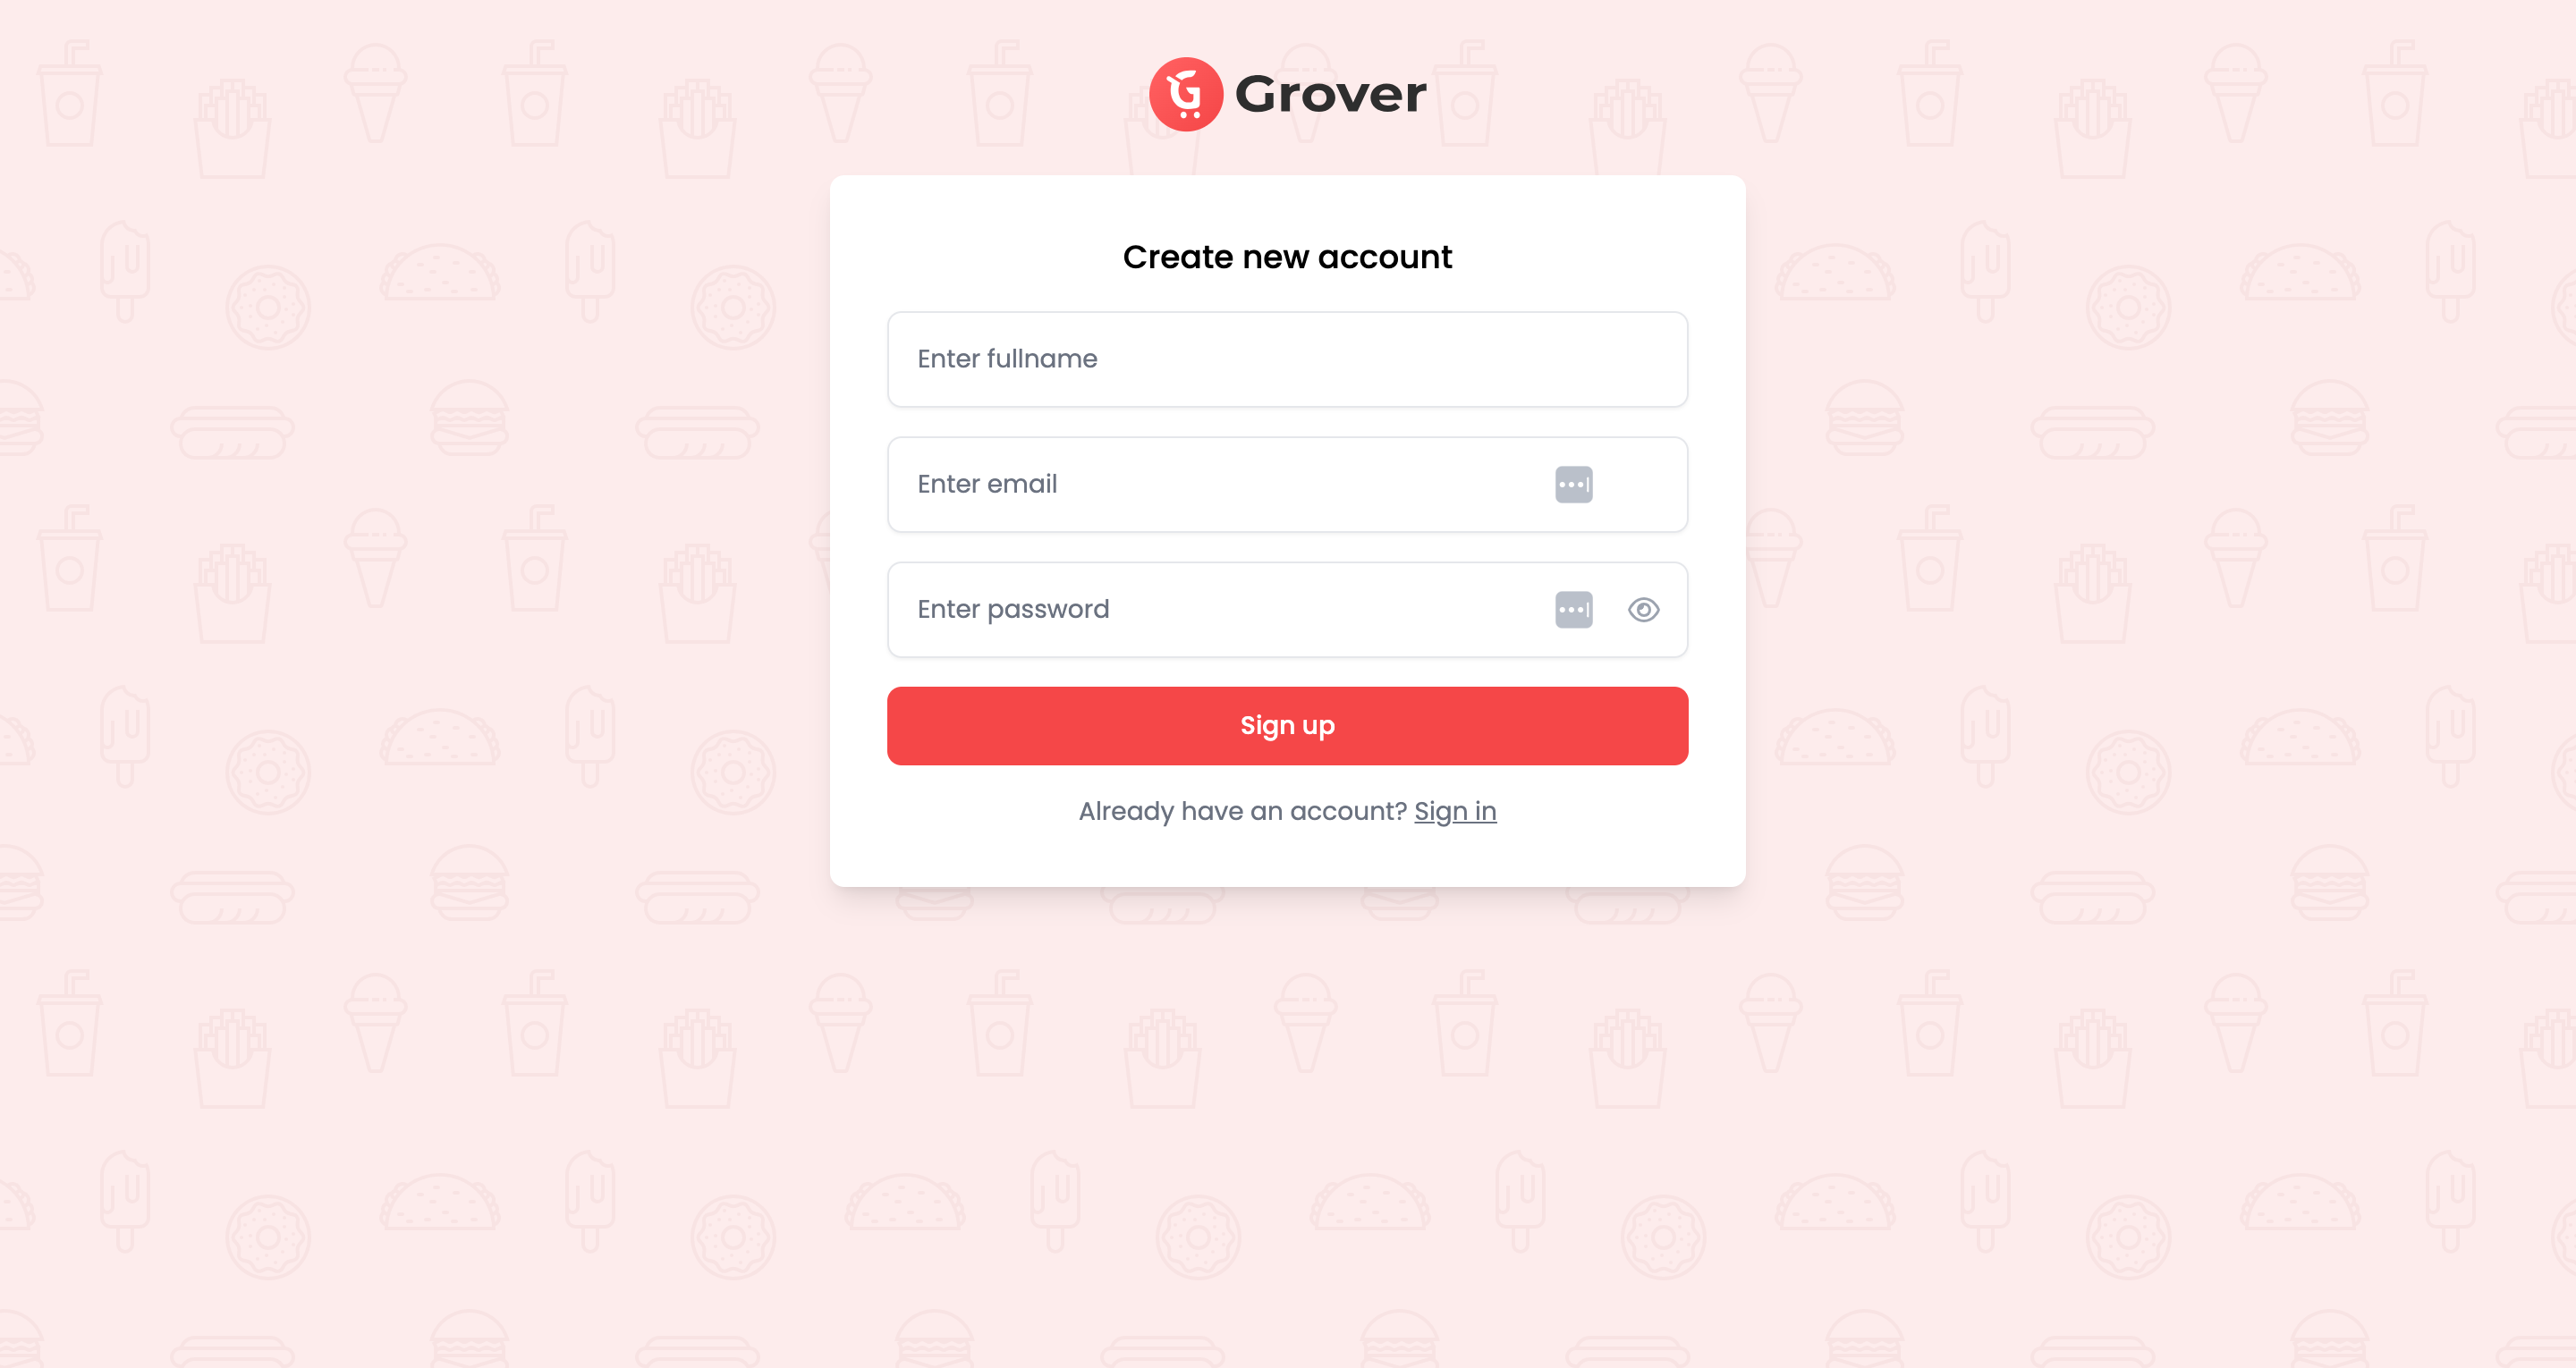 Grover
Create new account
Enter fullname
Enter email
Enter password
Sign up
Already have an account? Sign in